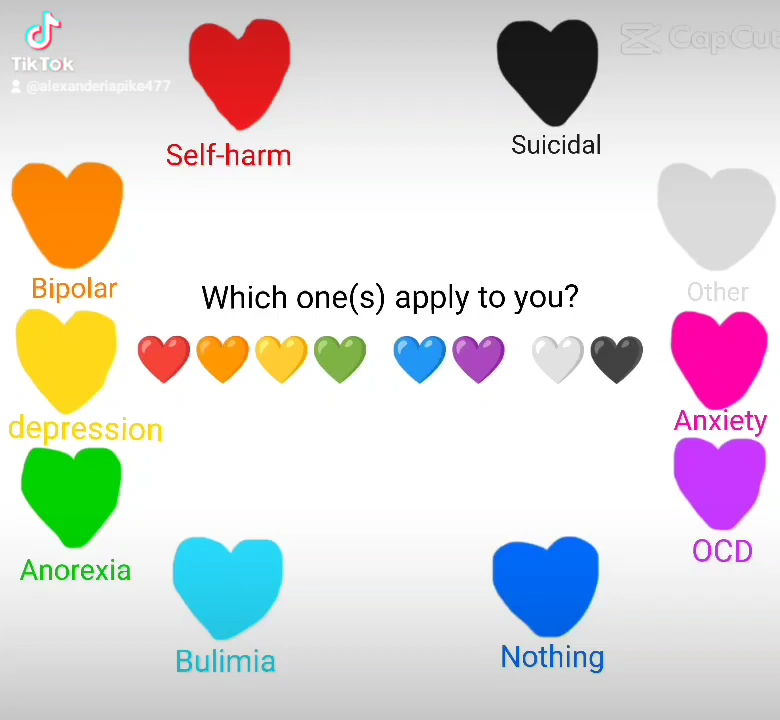 TikTok
@alexanderiapike477
CapCut
Self-harm
Suicidal
Bipolar
Other
Which one(s) apply to you?
depression
Anxiety
Anorexia
OCD
Bulimia
Nothing